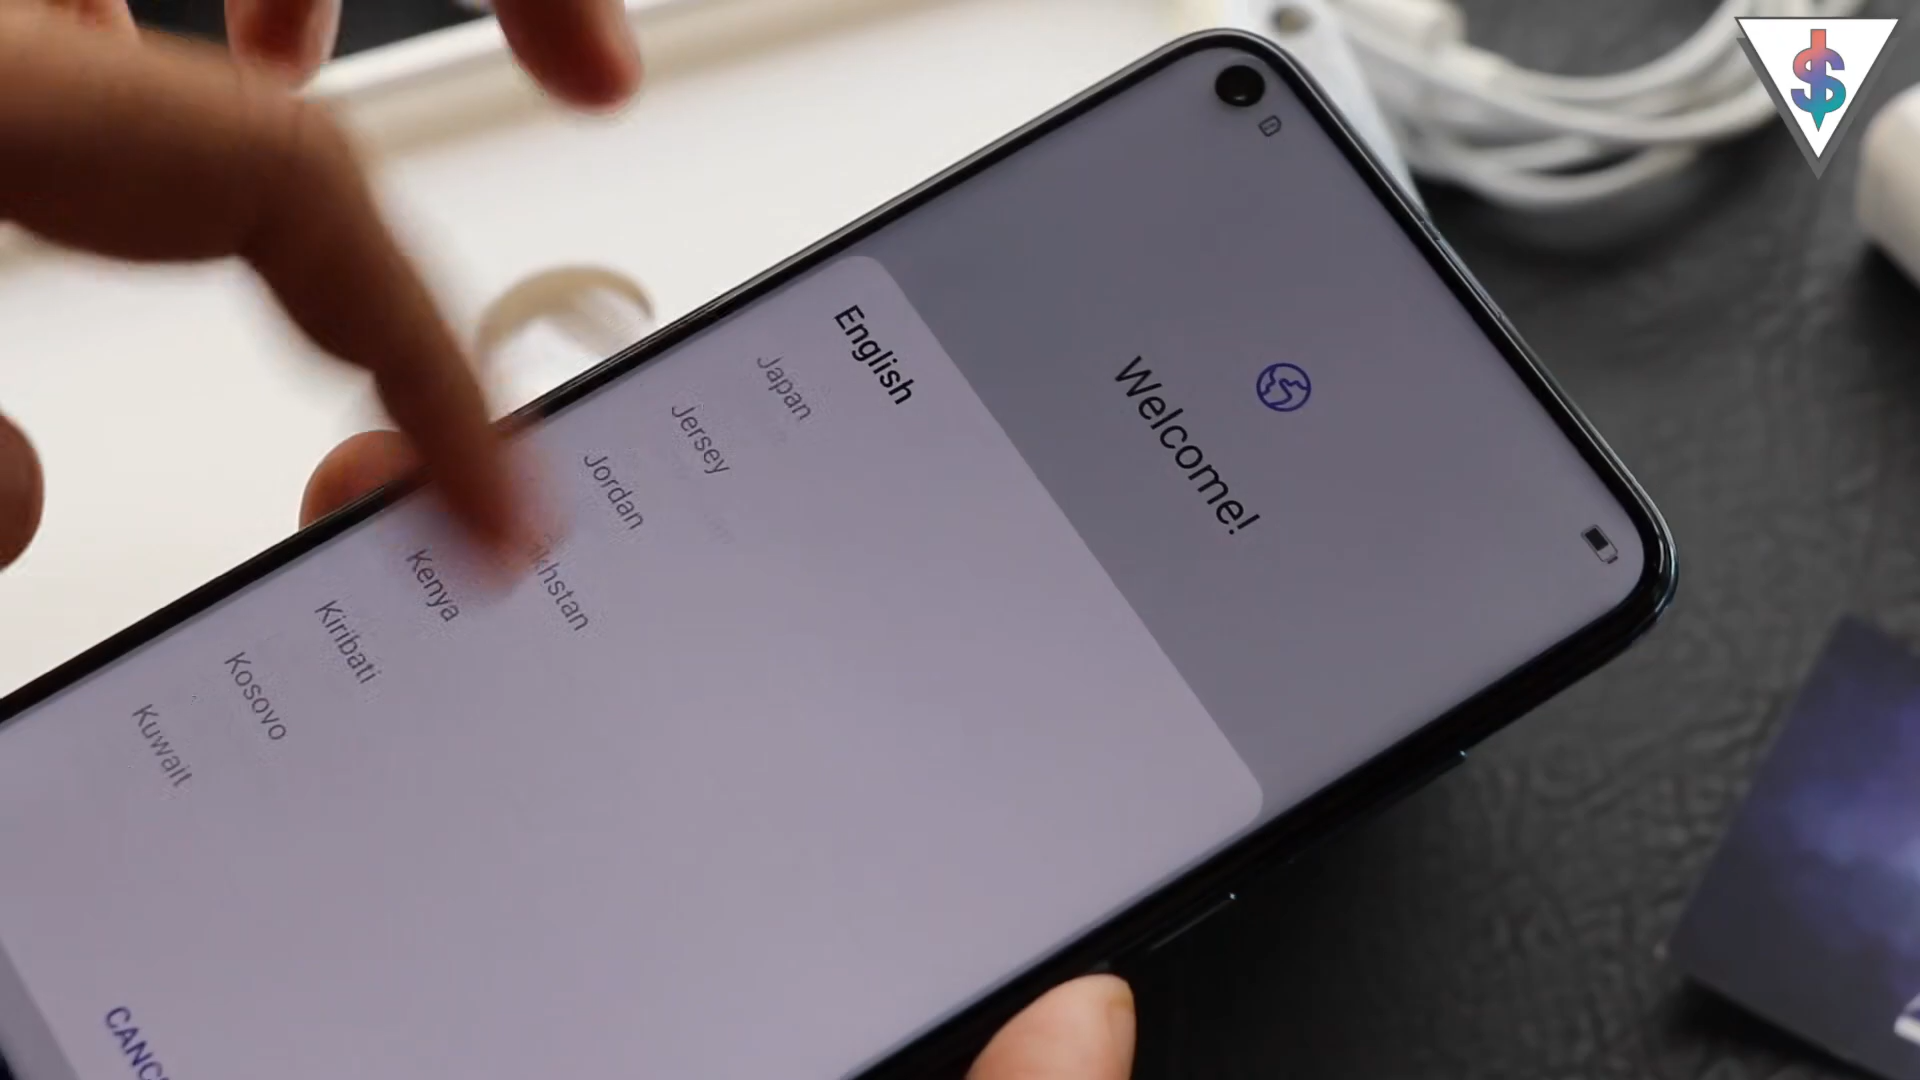 Welcome!
English
Japan
Jersey
Jordan
Kenya
Kiribati
Kosovo
Kuwait